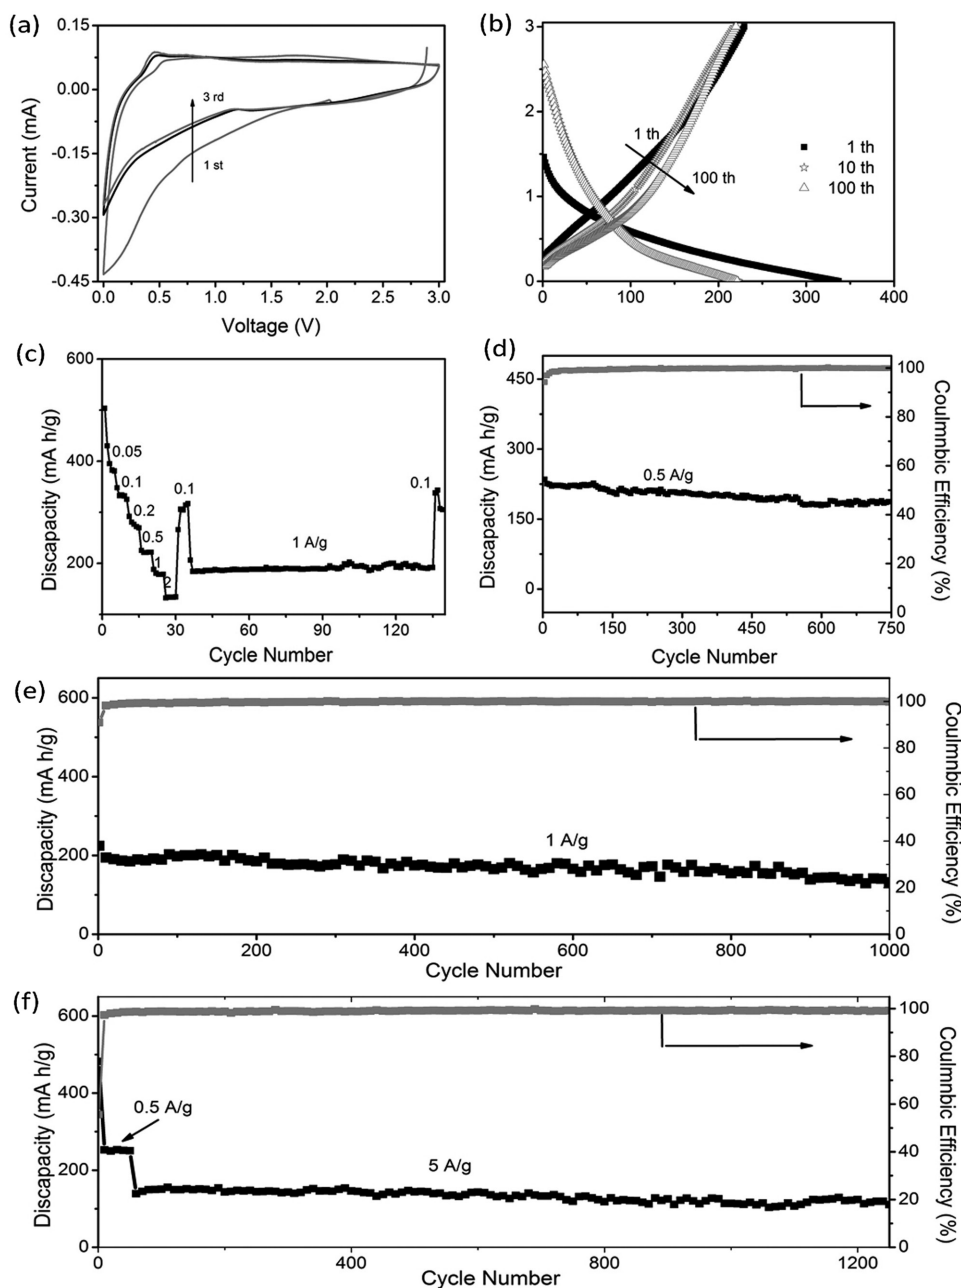 (a)
0.15
0.00
-0.15
-0.30
-0.45
Current (mA)
3 rd
1 st
0.0 0.5 1.0 1.5 2.0 2.5 3.0
Voltage (V)
(b)
3
2
1
0
1 th
100 th
1 th
10 th
100 th
0 100 200 300 400
(c)
600
400
200
Discapacity (mA h/g)
0.05
0.1
0.2
0.5
1
2
0.1
1 A/g
0.1
0 30 60 90 120
Cycle Number
(d)
450
300
150
0
Discapacity (mA h/g)
0.5 A/g
100
80
60
40
20
0
Coulmnbic Efficiency (%)
0 150 300 450 600 750
Cycle Number
(e)
600
400
200
0
Discapacity (mA h/g)
1 A/g
100
80
60
40
20
0
Coulmnbic Efficiency (%)
0 200 400 600 800 1000
Cycle Number
(f)
600
400
200
0
Discapacity (mA h/g)
0.5 A/g
5 A/g
100
80
60
40
20
0
Coulmnbic Efficiency (%)
0 400 800 1200
Cycle Number